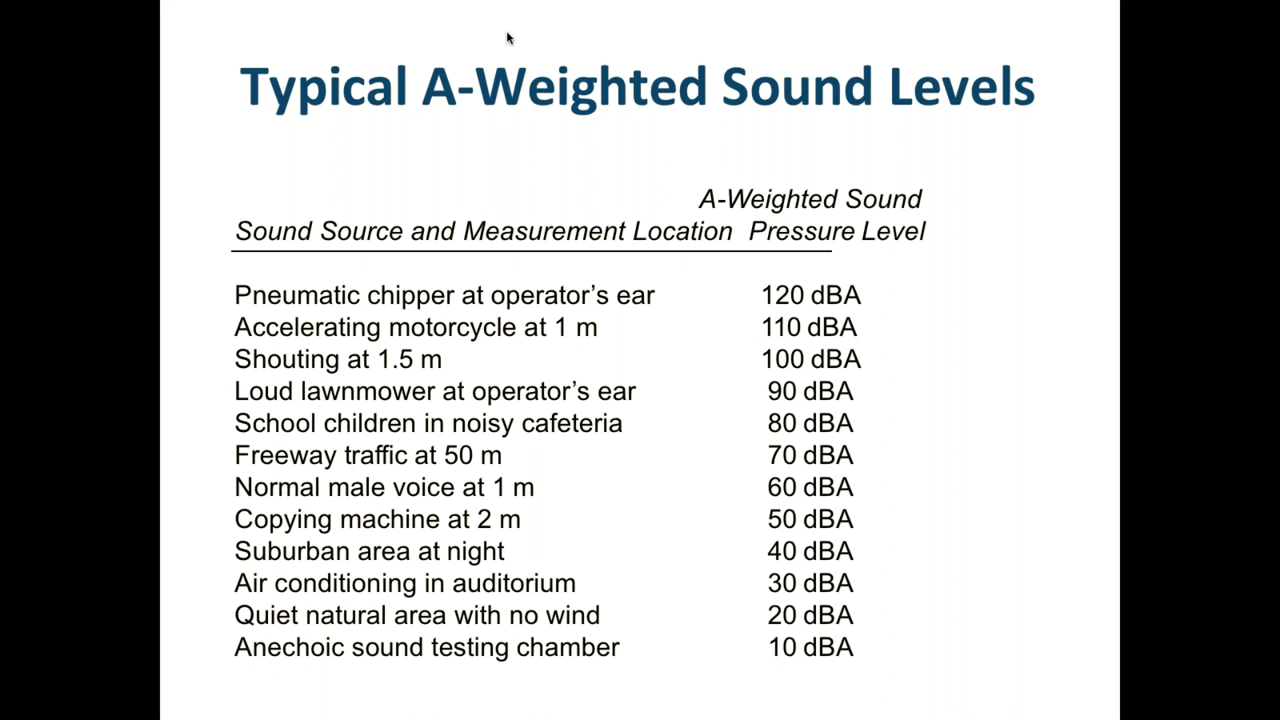 Typical A-Weighted Sound Levels
A-Weighted Sound
Sound Source and Measurement Location Pressure Level
Pneumatic chipper at operator’s ear 120 dBA
Accelerating motorcycle at 1 m 110 dBA
Shouting at 1.5 m 100 dBA
Loud lawnmower at operator’s ear 90 dBA
School children in noisy cafeteria 80 dBA
Freeway traffic at 50 m 70 dBA
Normal male voice at 1 m 60 dBA
Copying machine at 2 m 50 dBA
Suburban area at night 40 dBA
Air conditioning in auditorium 30 dBA
Quiet natural area with no wind 20 dBA
Anechoic sound testing chamber 10 dBA